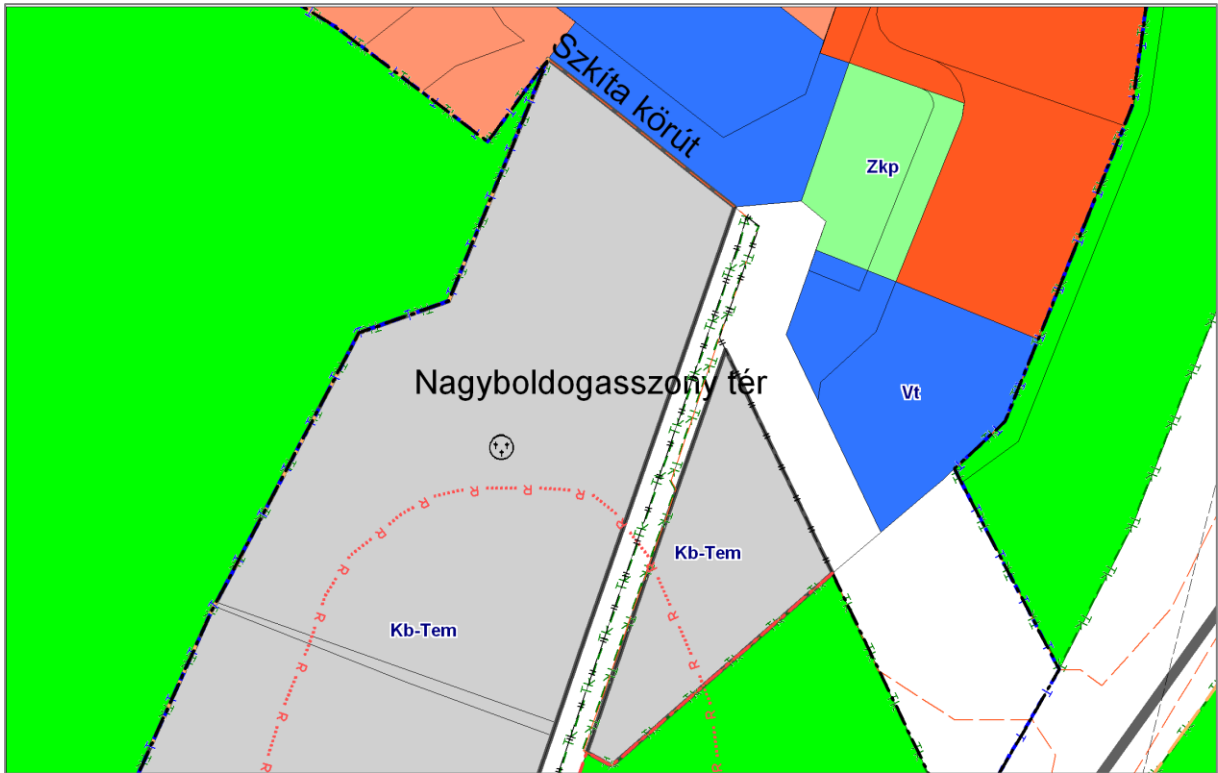 Szkíta körút
Zkp
Nagyboldogasszony tér
Vt
Kb-Tem
Kb-Tem